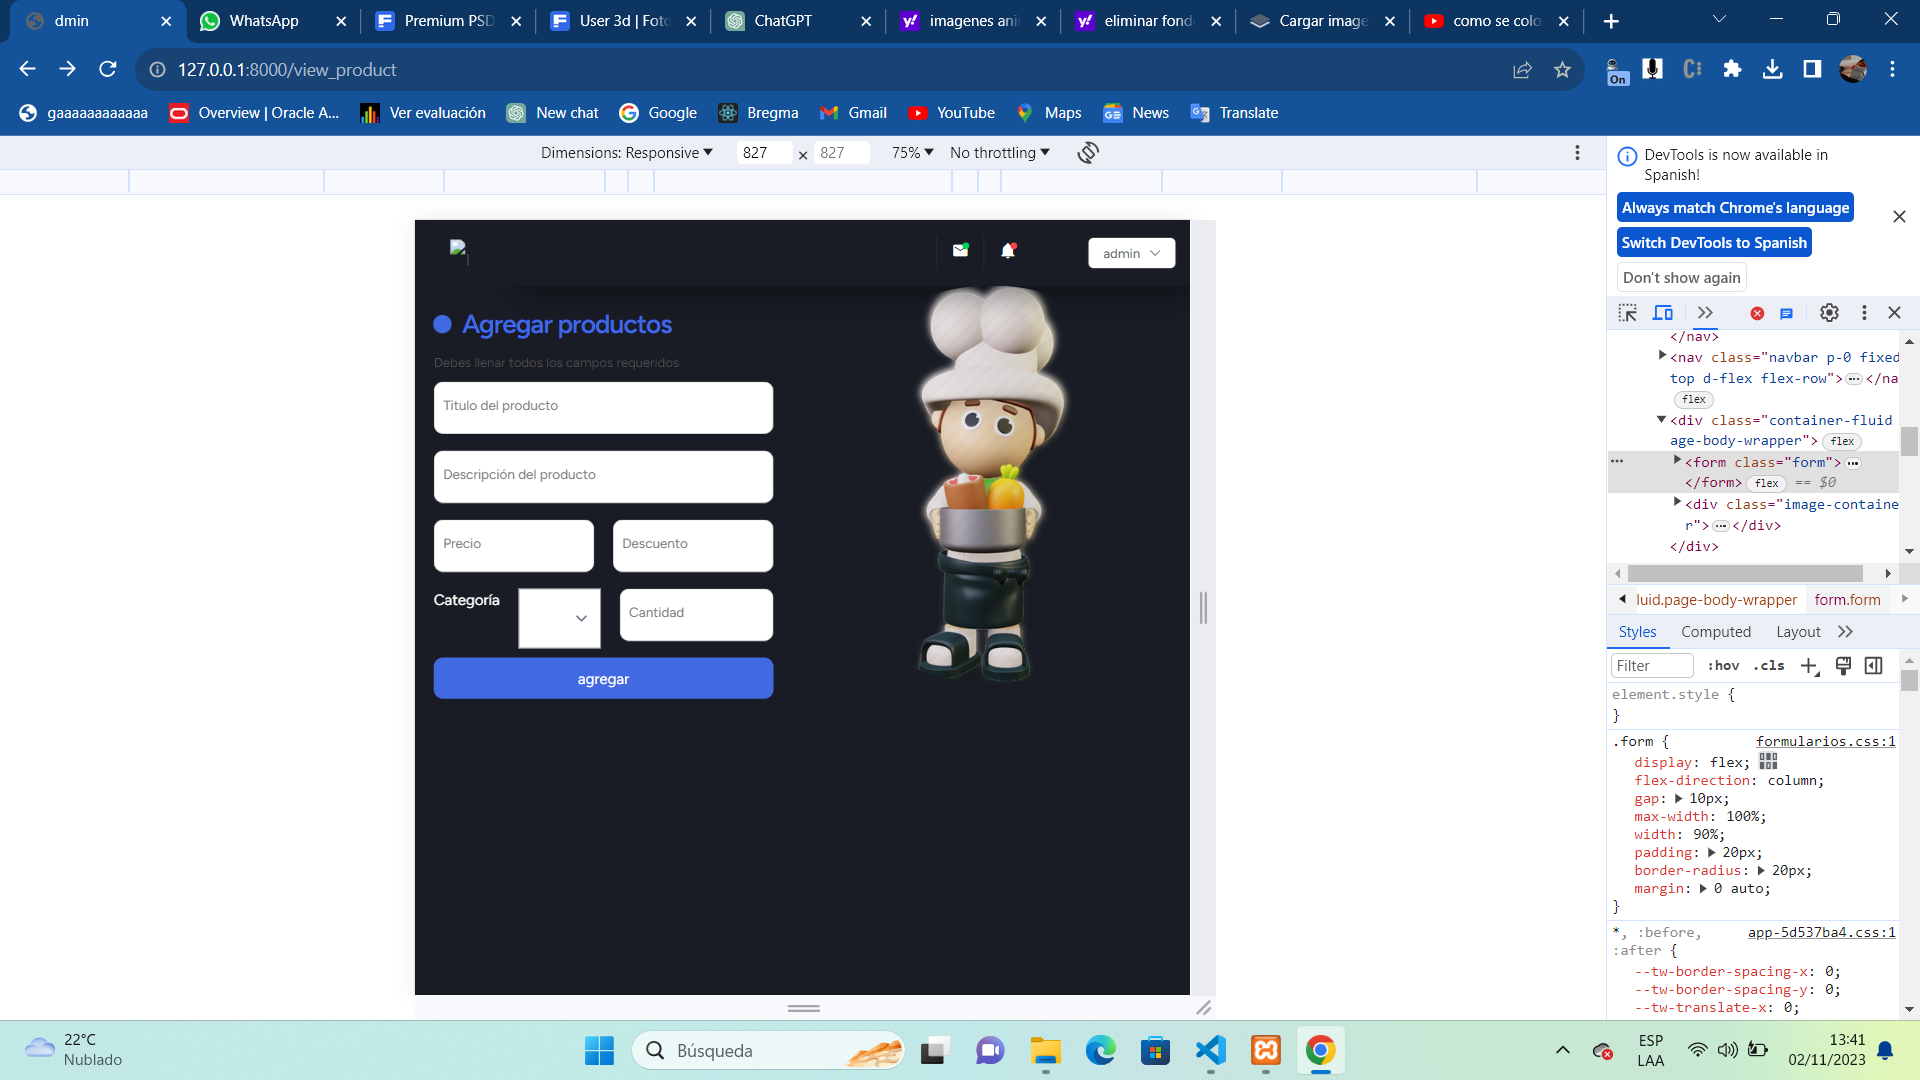 dmin
WhatsApp
Premium PSD
User 3d | Foto
ChatGPT
imagenes ani
eliminar fond
Cargar image
como se colo
127.0.0.1:8000/view_product
On
gaaaaaaaaaaaa
Overview | Oracle A...
Ver evaluación
New chat
Google
Bregma
Gmail
YouTube
Maps
News
Translate
Dimensions: Responsive
827
×
827
75%
No throttling
DevTools is now available in
Spanish!
Always match Chrome's language
Switch DevTools to Spanish
Don't show again
admin
Agregar productos
Debes llenar todos los campos requeridos
Titulo del producto
Descripción del producto
Precio
Descuento
Categoría
Cantidad
agregar
</nav>
<nav class="navbar p-0 fixed
top d-flex flex-row"> ⋯ </na
flex
<div class="container-fluid
age-body-wrapper"> flex
<form class="form"> ⋯
</form> flex == $0
<div class="image-containe
r"> ⋯ </div>
</div>
luid.page-body-wrapper
form.form
Styles
Computed
Layout
Filter
:hov
.cls
element.style {
}
.form {
formularios.css:1
display: flex;
flex-direction: column;
gap: 10px;
max-width: 100%;
width: 90%;
padding: 20px;
border-radius: 20px;
margin: 0 auto;
}
*, :before,
app-5d537ba4.css:1
:after {
--tw-border-spacing-x: 0;
--tw-border-spacing-y: 0;
--tw-translate-x: 0;
22°C
Nublado
Búsqueda
ESP
LAA
13:41
02/11/2023